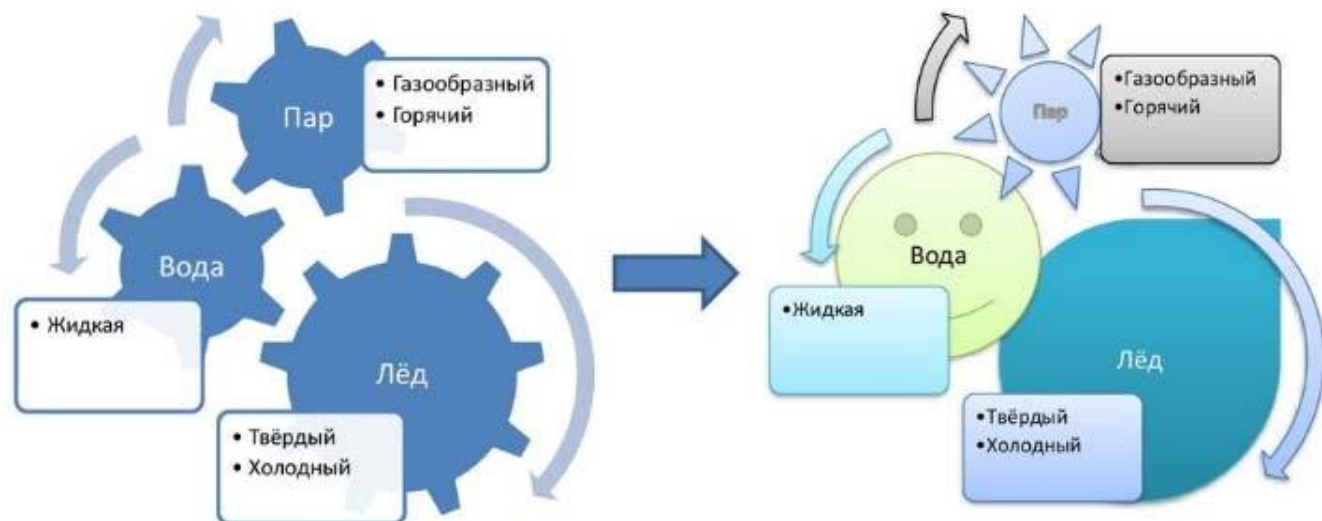 Пар
• Газообразный
• Горячий
Вода
• Жидкая
Лёд
• Твёрдый
• Холодный
Пар
•Газообразный
•Горячий
Вода
•Жидкая
Лёд
•Твёрдый
•Холодный